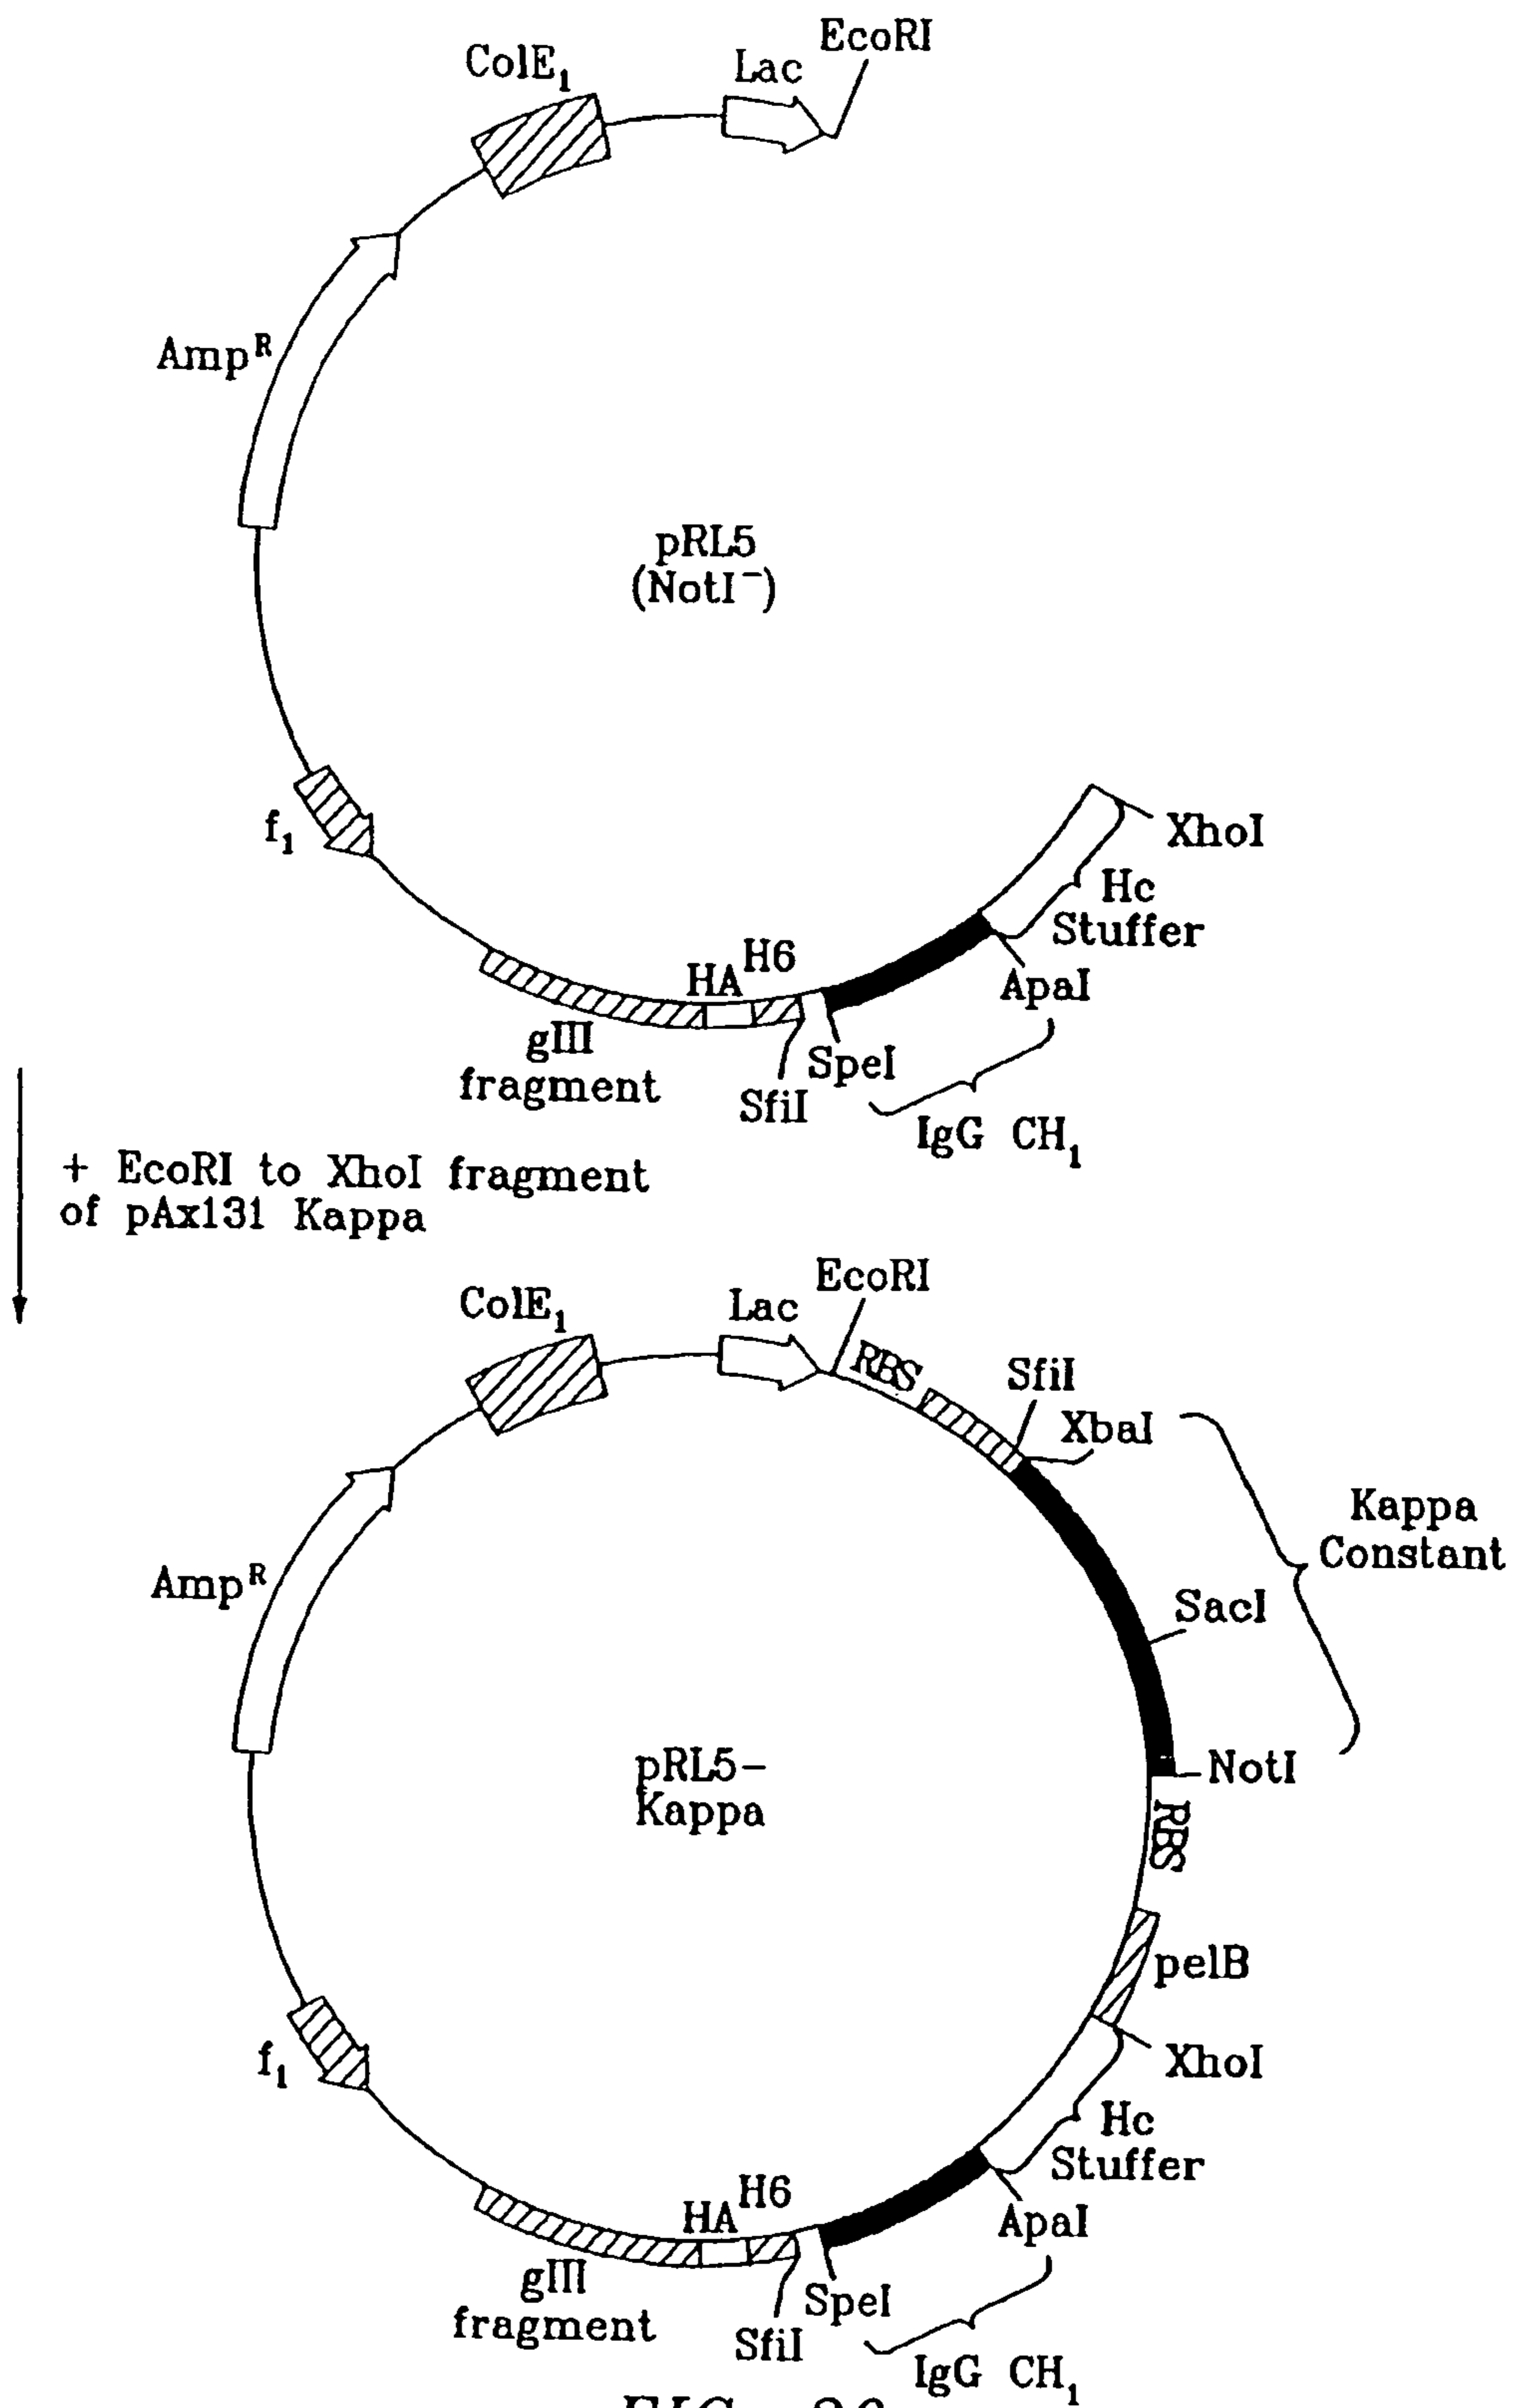 EcoRI
Lac
ColE1
AmpR
pRL5
(NotI−)
f1
XhoI
Hc
Stuffer
ApaI
H6
HA
gIII
fragment
SpeI
SfiI
IgG CH1
+ EcoRI to XhoI fragment
of pAx131 Kappa
EcoRI
Lac
ColE1
RBS
SfiI
XbaI
Kappa
Constant
AmpR
SacI
pRL5-
Kappa
NotI
RBS
pelB
f1
XhoI
Hc
Stuffer
ApaI
H6
HA
gIII
fragment
SpeI
SfiI
IgG CH1